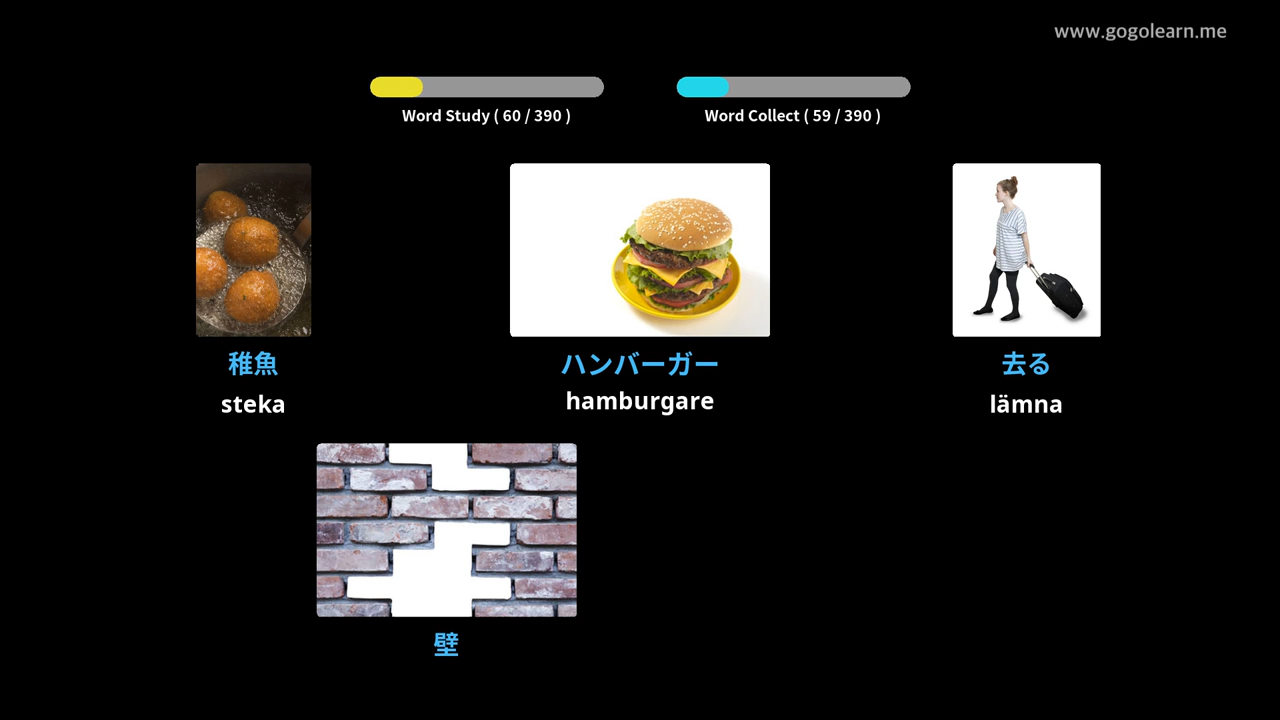 www.gogolearn.me
Word Study ( 60 / 390 )
Word Collect ( 59 / 390 )
稚魚
ハンバーガー
去る
steka
hamburgare
lämna
壁